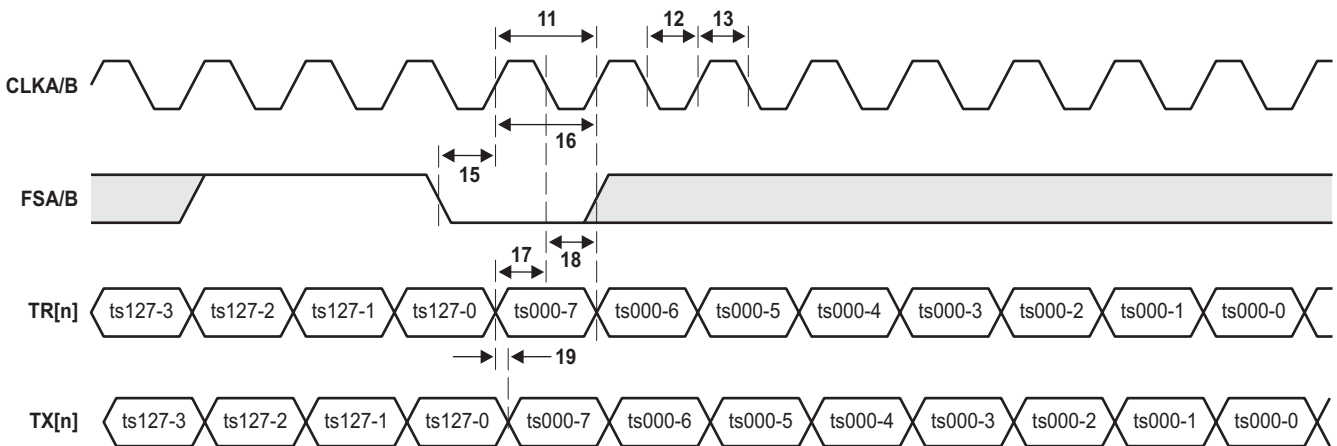 11 12 13
CLKA/B
16
15
FSA/B
17 18
TR[n] ts127-3 ts127-2 ts127-1 ts127-0 ts000-7 ts000-6 ts000-5 ts000-4 ts000-3 ts000-2 ts000-1 ts000-0
19
TX[n] ts127-3 ts127-2 ts127-1 ts127-0 ts000-7 ts000-6 ts000-5 ts000-4 ts000-3 ts000-2 ts000-1 ts000-0